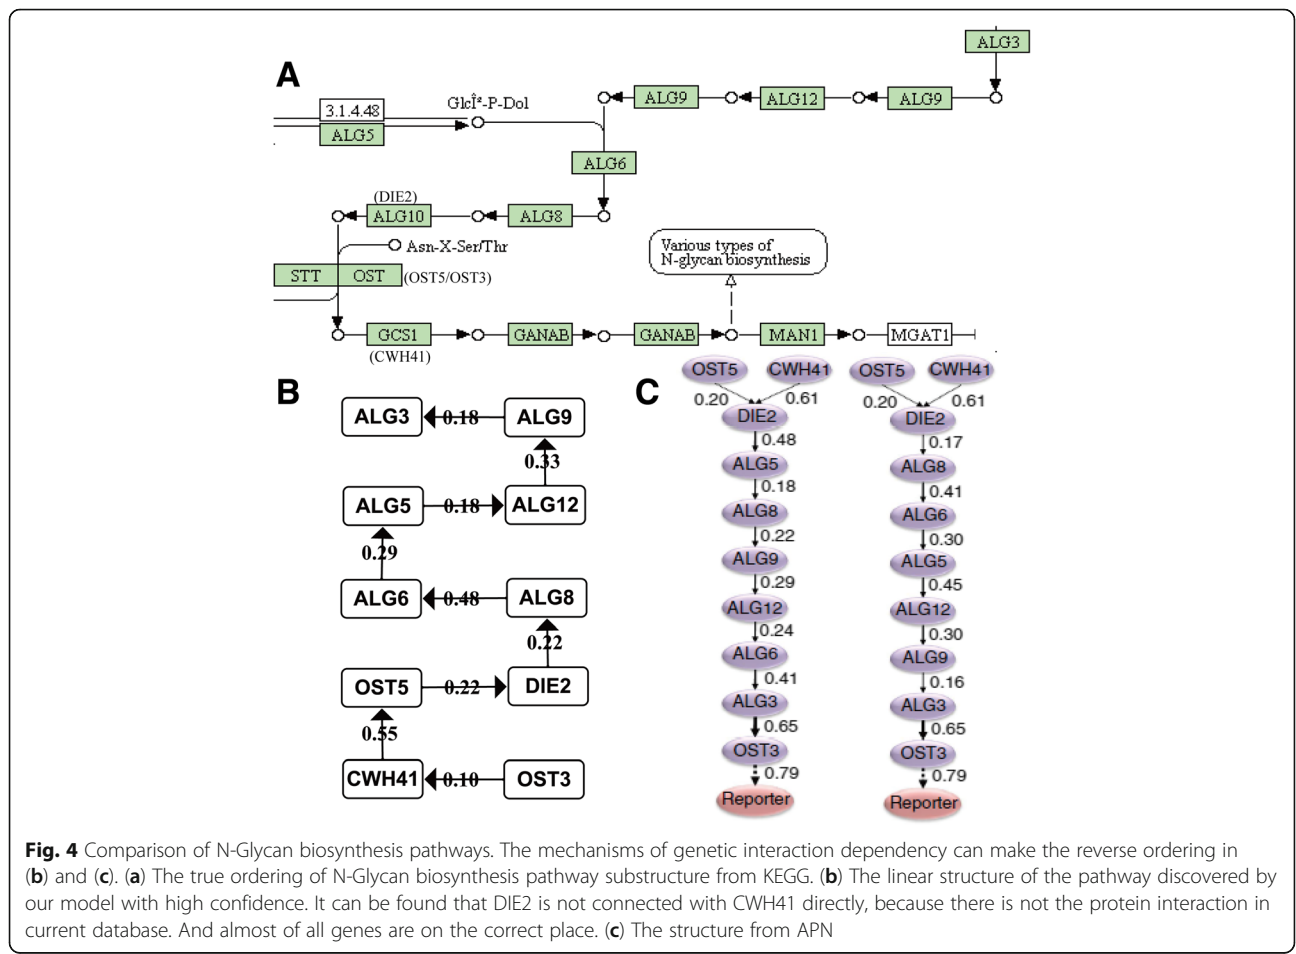 A
ALG3
ALG9
ALG12
ALG9
3.1.4.48
GlcÎ²-P-Dol
ALG5
ALG6
(DIE2)
ALG10
ALG8
Asn-X-Ser/Thr
STT
OST
(OST5/OST3)
Various types of
N-glycan biosynthesis
GCS1
GANAB
GANAB
MAN1
MGAT1
(CWH41)
B
ALG3
0.18
ALG9
0.33
ALG5
0.18
ALG12
0.29
ALG6
0.48
ALG8
0.22
OST5
0.22
DIE2
0.55
CWH41
0.10
OST3
C
OST5
CWH41
0.20
0.61
DIE2
0.48
ALG5
0.18
ALG8
0.22
ALG9
0.29
ALG12
0.24
ALG6
0.41
ALG3
0.65
OST3
0.79
Reporter
OST5
CWH41
0.20
0.61
DIE2
0.17
ALG8
0.41
ALG6
0.30
ALG5
0.45
ALG12
0.30
ALG9
0.16
ALG3
0.65
OST3
0.79
Reporter
Fig. 4 Comparison of N-Glycan biosynthesis pathways. The mechanisms of genetic interaction dependency can make the reverse ordering in
(b) and (c). (a) The true ordering of N-Glycan biosynthesis pathway substructure from KEGG. (b) The linear structure of the pathway discovered by
our model with high confidence. It can be found that DIE2 is not connected with CWH41 directly, because there is not the protein interaction in
current database. And almost of all genes are on the correct place. (c) The structure from APN